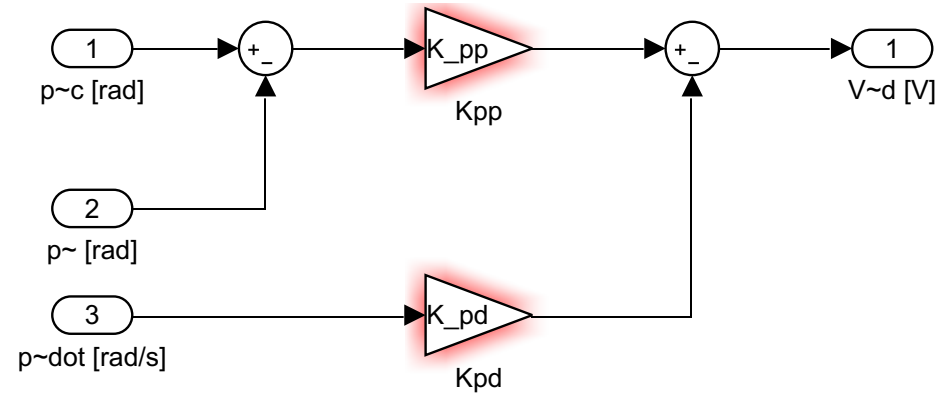 1
p~c [rad]
+
_
K_pp
Kpp
+
_
1
V~d [V]
2
p~ [rad]
3
p~dot [rad/s]
K_pd
Kpd